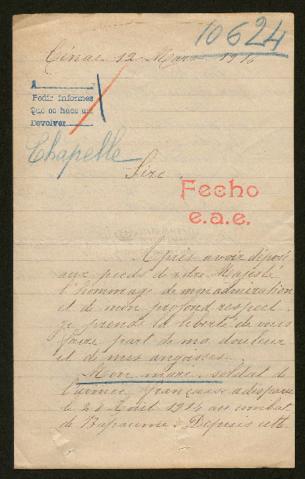 10624
12 Mars 191
A
Pedir informes
Que se hace un
Devolver
Chapelle
Sire
Fecho
e.a.e.
Après avoir déposé
aux pieds de votre Majesté
l'hommage de mon admiration
et de mon profond respect
je prends la liberté de vous
faire part de ma douleur
et de mes angoisses.
Mon mari, soldat de
l'armée française a disparu
le 28 Août 1914 au combat
de Bapaume. Depuis cette